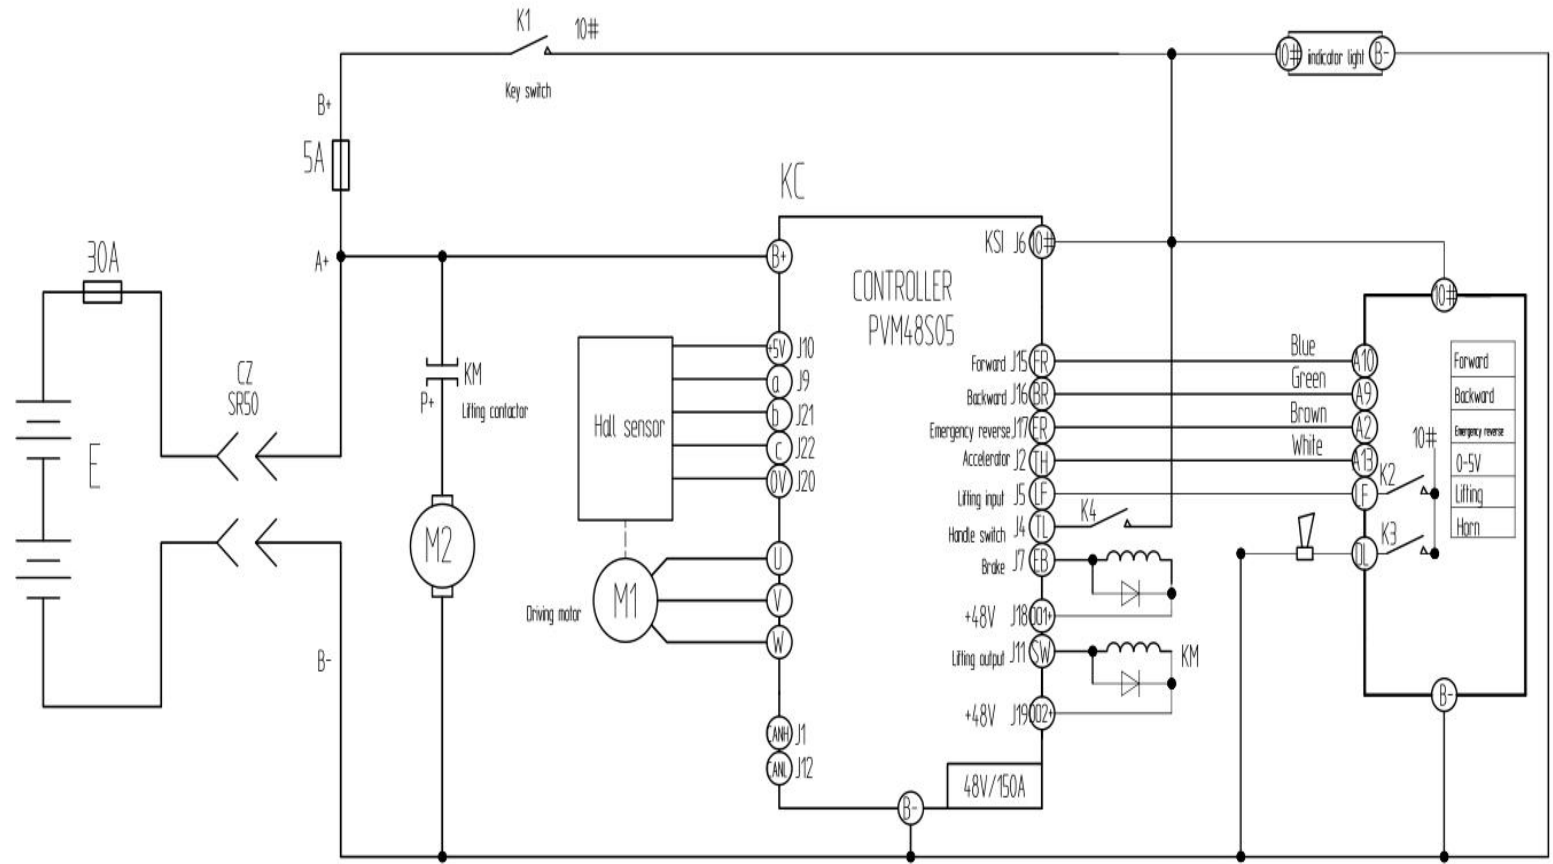 K1
10#
Key switch
10#
indicator light
B-
B+
5A
KC
30A
A+
B+
KSI J6 10#
CONTROLLER
PVM48S05
10#
CZ
SR50
E
KM
P+
Lifting contactor
M2
B-
Hall sensor
M1
Driving motor
+5V J10
a J9
b J21
c J22
0V J20
U
V
W
CANH J1
CANL J12
B-
48V/150A
Forward J15 FR
Backward J16 BR
Emergency reverse J17 ER
Accelerator J2 TH
Lifting input J5 LF
Handle switch J4 TL
Brake J7 EB
+48V J18 001+
Lifting output J11 SW
+48V J19 002+
K4
KM
Blue
Green
Brown
White
A10
A9
A2
A13
LF
DL
K2
K3
10#
Forward
Backward
Emergency reverse
0-5V
Lifting
Horn
B-